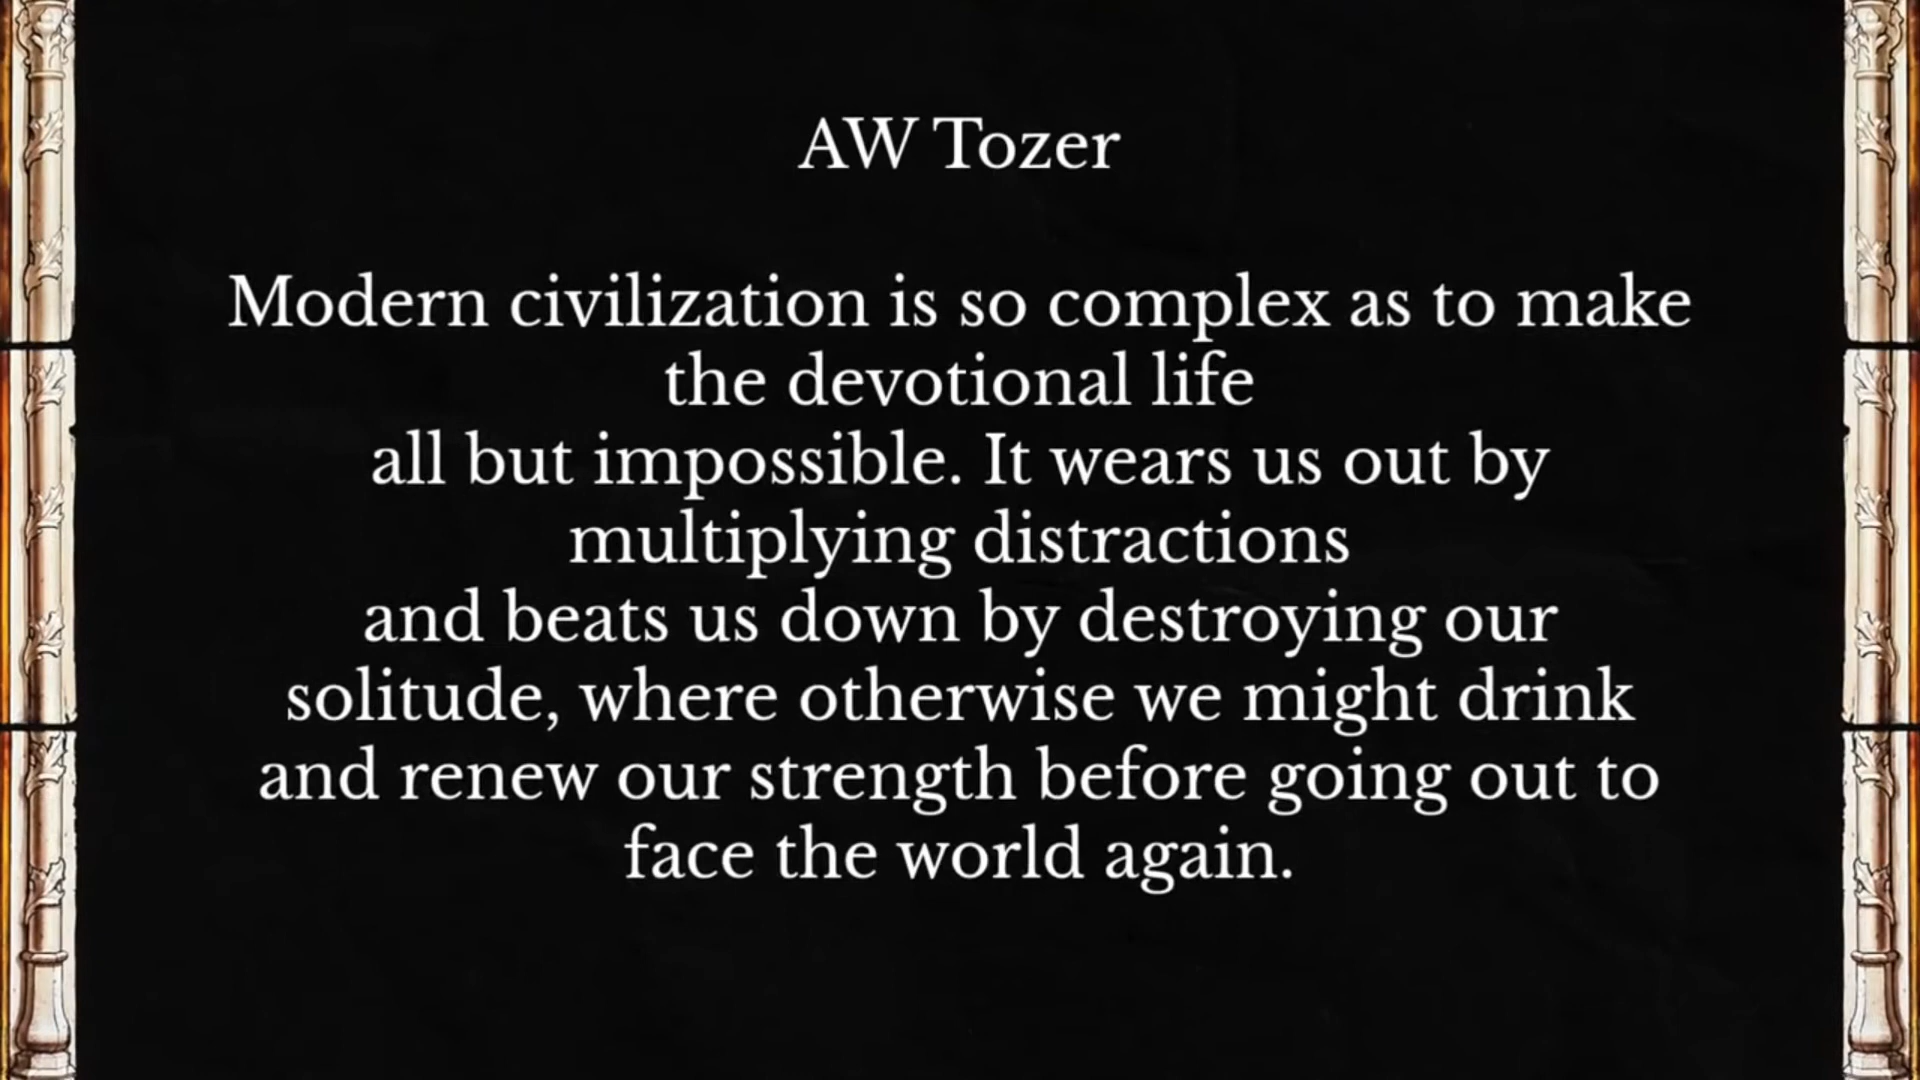 AW Tozer
Modern civilization is so complex as to make
the devotional life
all but impossible. It wears us out by
multiplying distractions
and beats us down by destroying our
solitude, where otherwise we might drink
and renew our strength before going out to
face the world again.